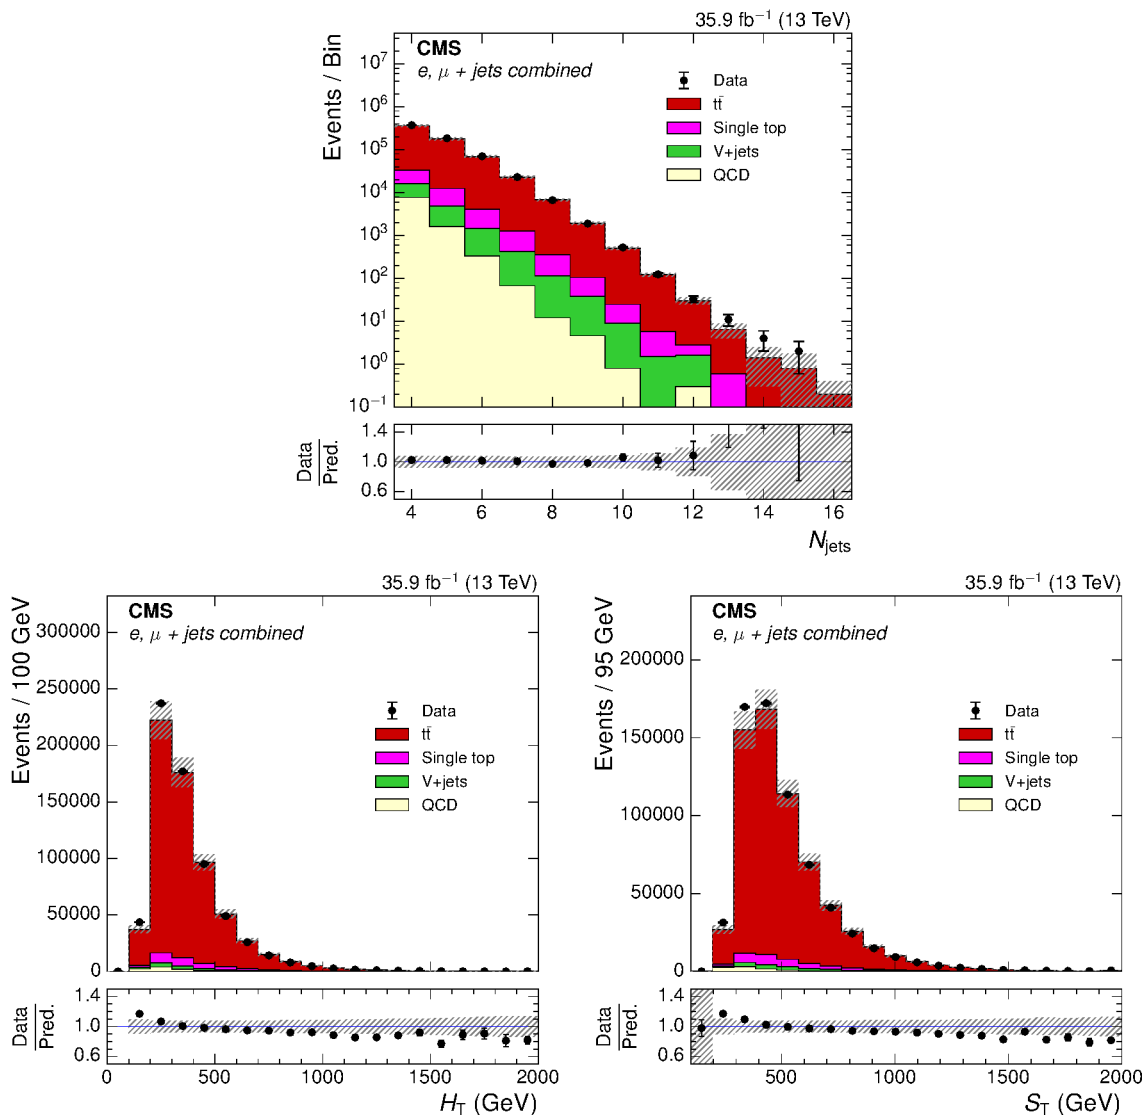 35.9 fb⁻¹ (13 TeV)
CMS
e, μ + jets combined
Events / Bin
10⁷
10⁶
10⁵
10⁴
10³
10²
10¹
10⁰
10⁻¹
Data
tt̄
Single top
V+jets
QCD
Data
Pred.
1.4
1.0
0.6
4 6 8 10 12 14 16
N_jets
35.9 fb⁻¹ (13 TeV)
CMS
e, μ + jets combined
Events / 100 GeV
300000
250000
200000
150000
100000
50000
0
Data
tt̄
Single top
V+jets
QCD
Data
Pred.
1.4
1.0
0.6
0 500 1000 1500 2000
H_T (GeV)
35.9 fb⁻¹ (13 TeV)
CMS
e, μ + jets combined
Events / 95 GeV
200000
150000
100000
50000
0
Data
tt̄
Single top
V+jets
QCD
Data
Pred.
1.4
1.0
0.6
500 1000 1500 2000
S_T (GeV)